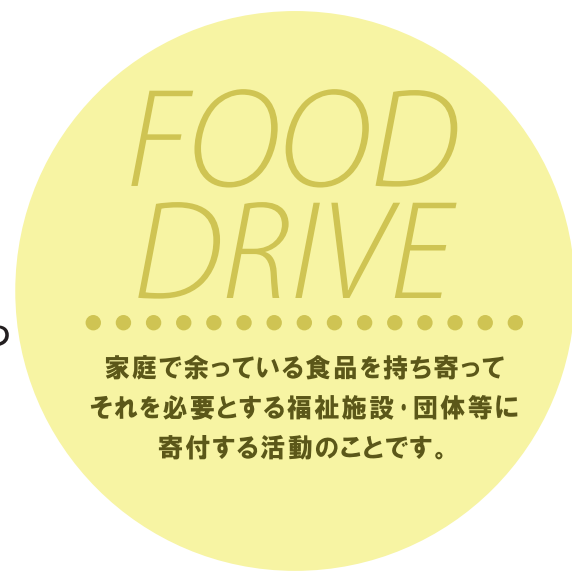 FOOD
DRIVE
家庭で余っている食品を持ち寄って
それを必要とする福祉施設・団体等に
寄付する活動のことです。